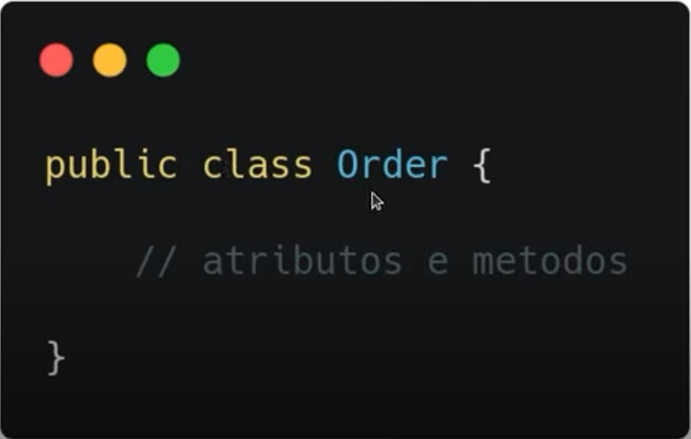 public class Order {
// atributos e metodos
}